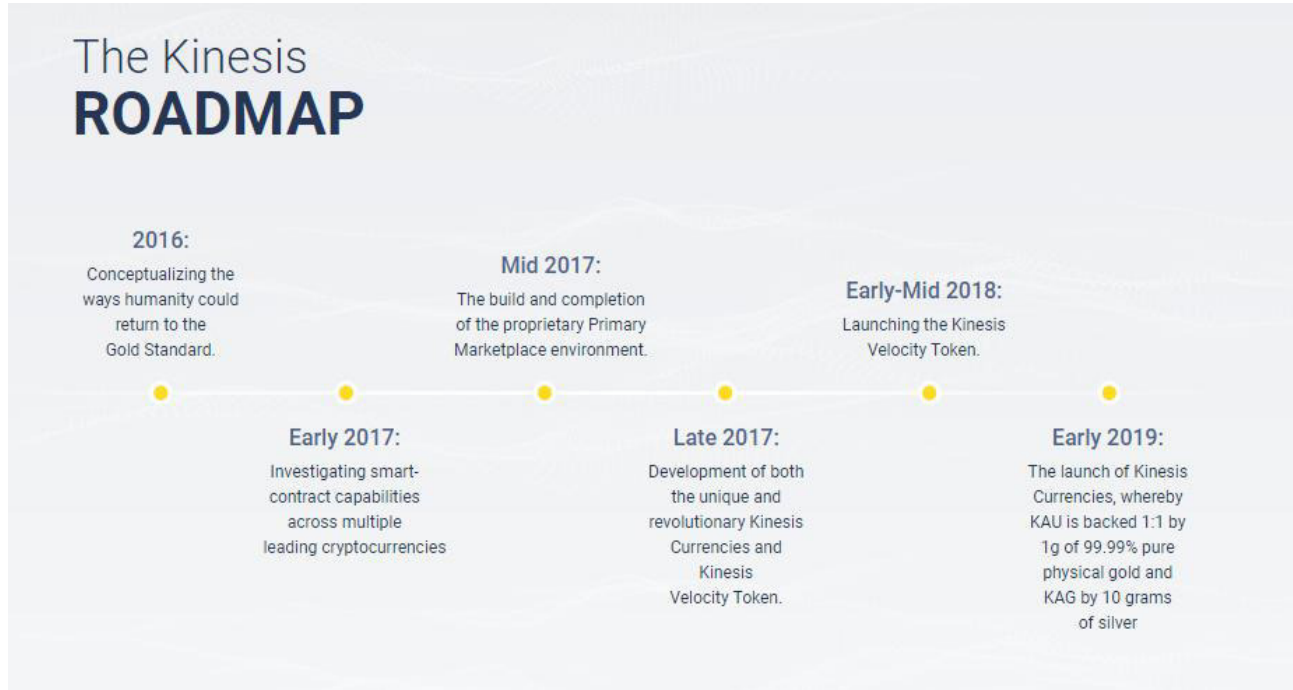 The Kinesis
ROADMAP
2016:
Conceptualizing the
ways humanity could
return to the
Gold Standard.
Early 2017:
Investigating smart-
contract capabilities
across multiple
leading cryptocurrencies
Mid 2017:
The build and completion
of the proprietary Primary
Marketplace environment.
Late 2017:
Development of both
the unique and
revolutionary Kinesis
Currencies and
Kinesis
Velocity Token.
Early-Mid 2018:
Launching the Kinesis
Velocity Token.
Early 2019:
The launch of Kinesis
Currencies, whereby
KAU is backed 1:1 by
1g of 99.99% pure
physical gold and
KAG by 10 grams
of silver